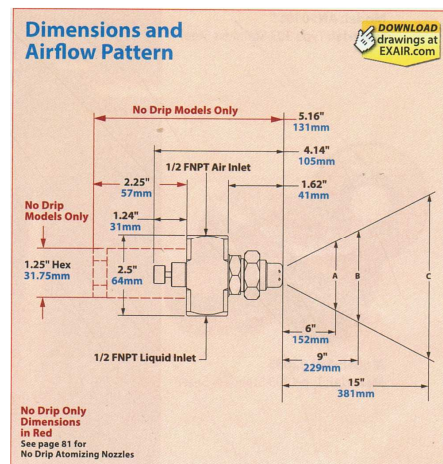 Dimensions and
Airflow Pattern
DOWNLOAD
drawings at
EXAIR.com
No Drip Models Only
5.16"
131mm
4.14"
105mm
1/2 FNPT Air Inlet
2.25"
57mm
1.62"
41mm
No Drip
Models Only
1.24"
31mm
1.25" Hex
31.75mm
2.5"
64mm
A
B
C
6"
152mm
1/2 FNPT Liquid Inlet
9"
229mm
15"
381mm
No Drip Only
Dimensions
in Red
See page 81 for
No Drip Atomizing Nozzles